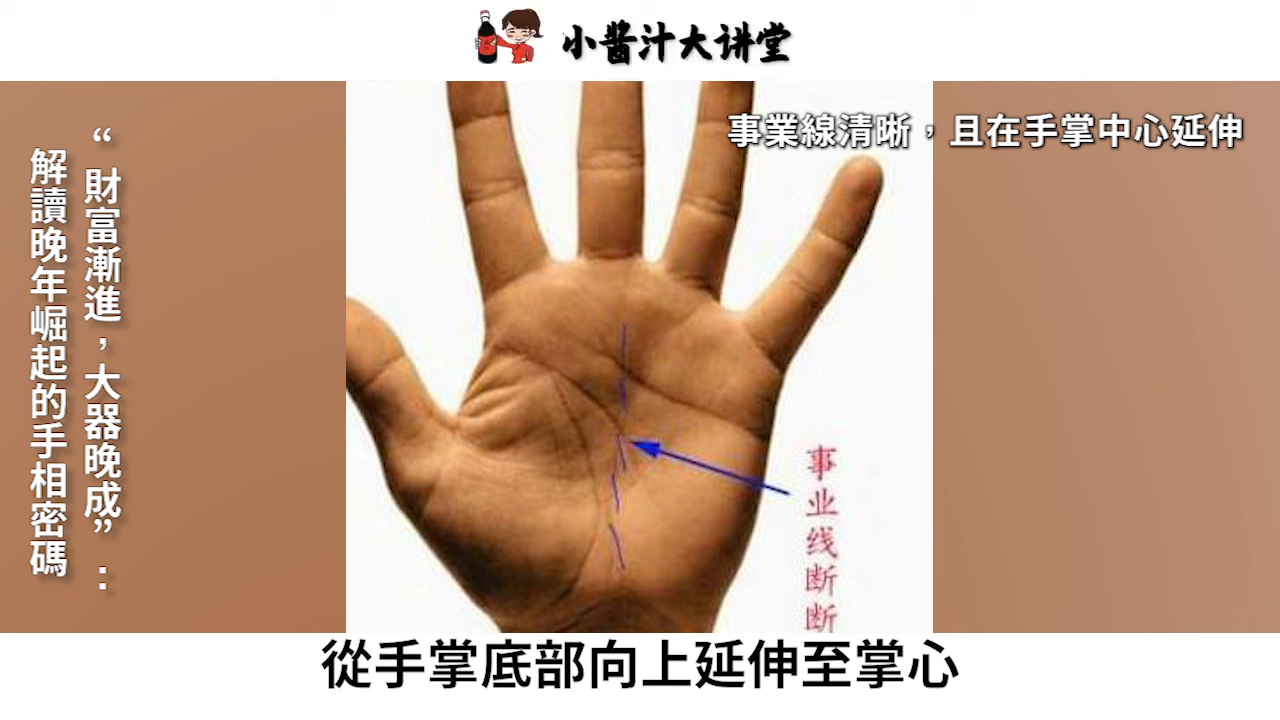 小醬汁大讲堂
事業線清晰，且在手掌中心延伸
“財富漸進，大器晚成”：
解讀晚年崛起的手相密碼
事业线断断
從手掌底部向上延伸至掌心